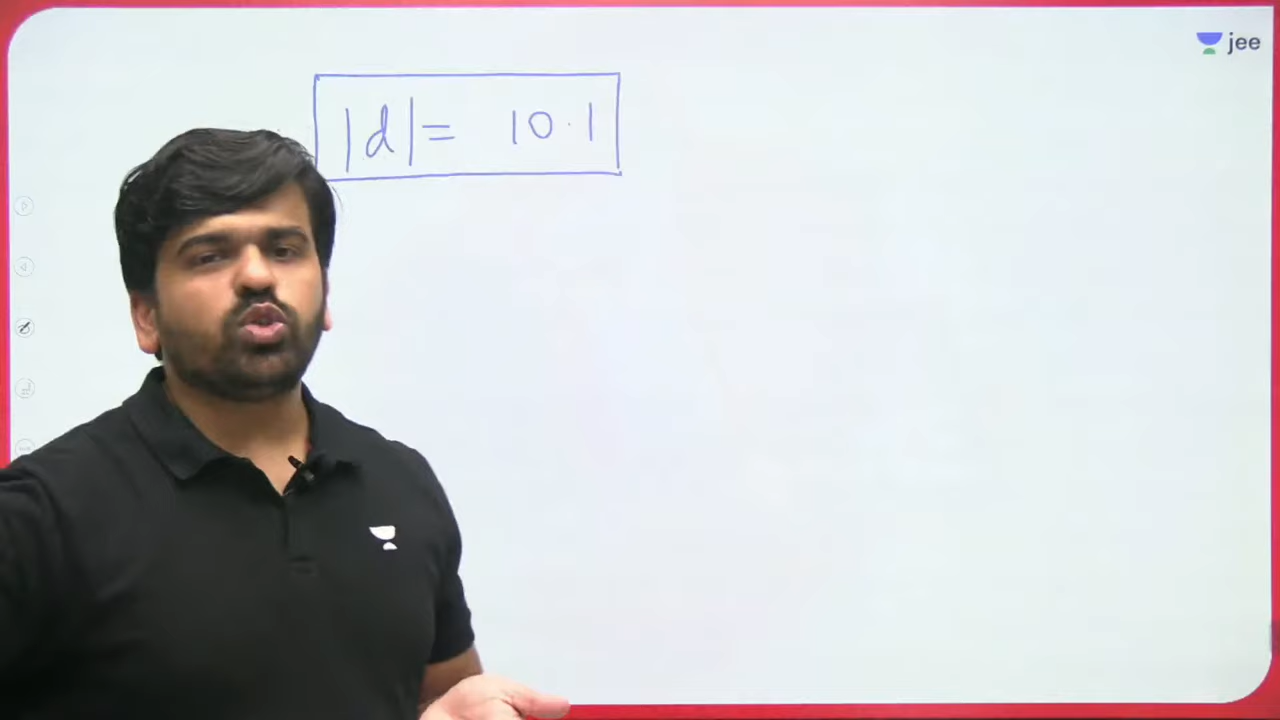 jee
|d| = 10.1